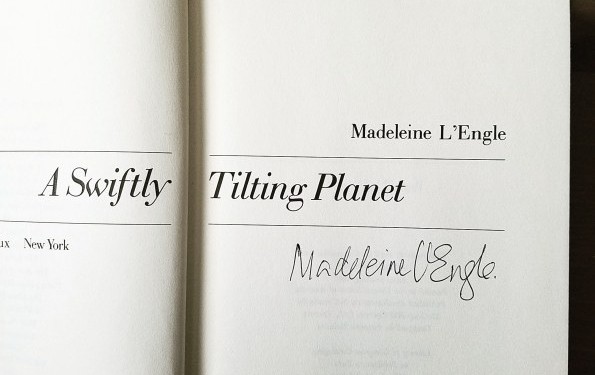 Madeleine L'Engle
A Swiftly Tilting Planet
ux New York
Madeleine L'Engle.